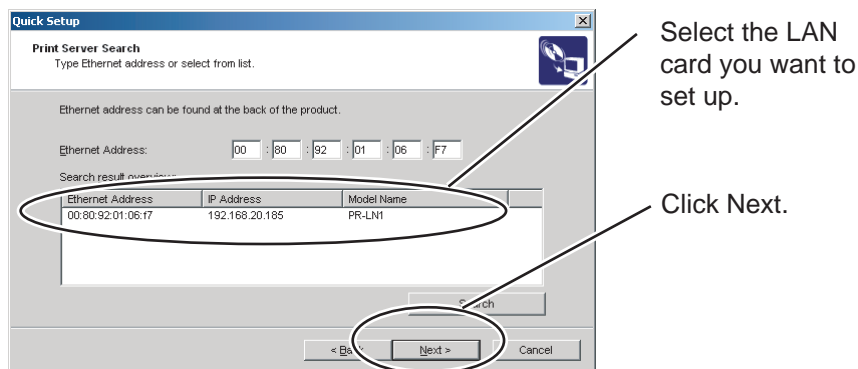 Quick Setup
Print Server Search
Type Ethernet address or select from list.
Ethernet address can be found at the back of the product.
Ethernet Address: 00 : 80 : 92 : 01 : 06 : F7
Search result overview:
Ethernet Address IP Address Model Name
00:80:92:01:06:f7 192.168.20.185 PR-LN1
Search
< Back Next > Cancel
Select the LAN
card you want to
set up.
Click Next.